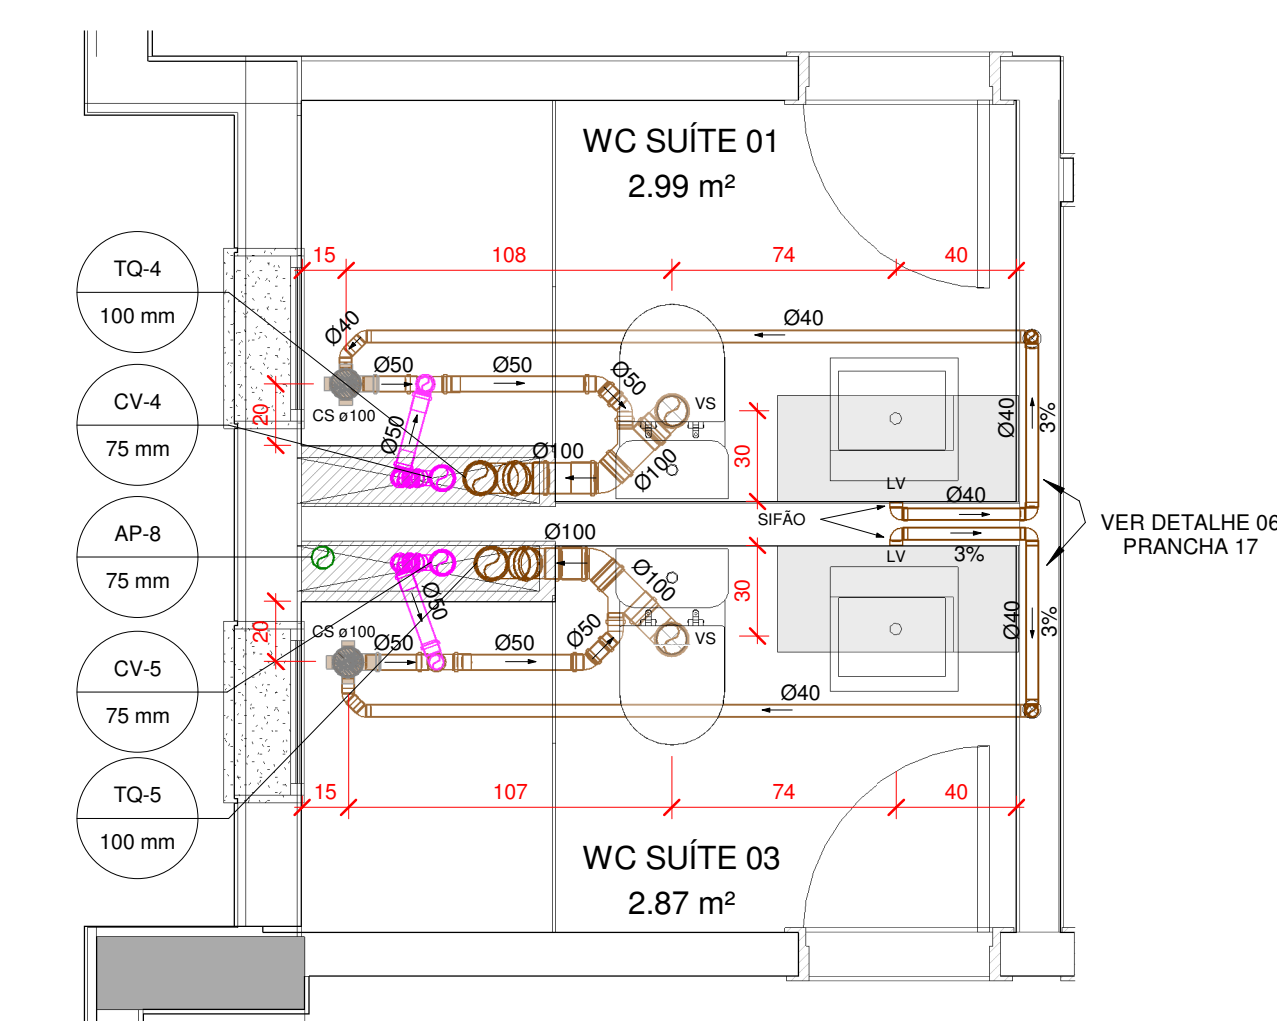 WC SUÍTE 01
2.99 m²
15
108
74
40
TQ-4
100 mm
Ø40
Ø40
Ø50
Ø50
Ø50
CV-4
75 mm
20
CS ø100
Ø50
VS
Ø40
3%
30
Ø100
Ø100
LV
Ø40
SIFÃO
VER DETALHE 06
PRANCHA 17
AP-8
75 mm
Ø100
LV
3%
Ø50
Ø100
30
20
CS ø100
Ø50
Ø50
Ø50
VS
Ø40
3%
CV-5
75 mm
Ø40
TQ-5
100 mm
15
107
74
40
WC SUÍTE 03
2.87 m²